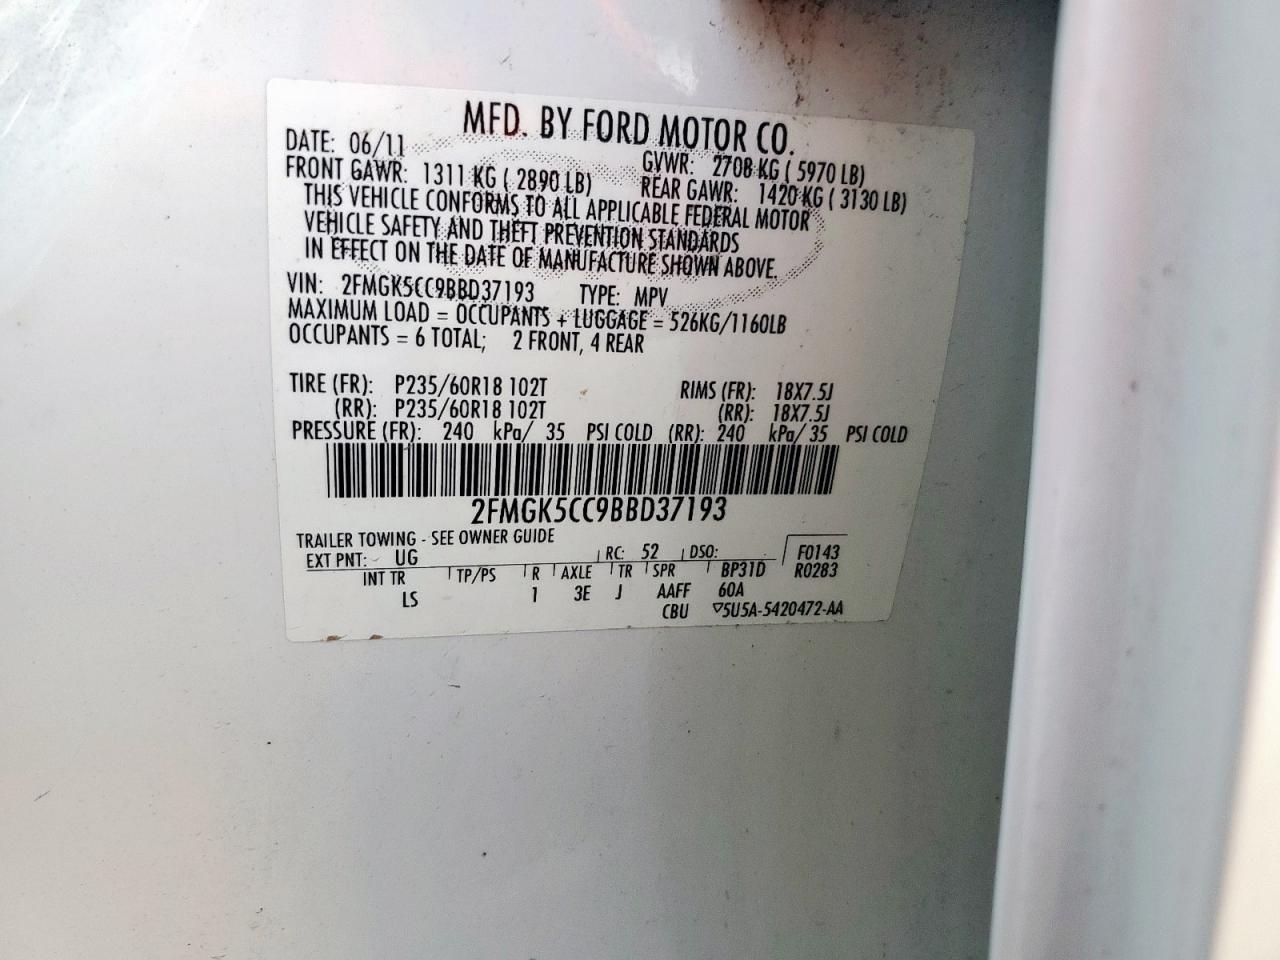 MFD. BY FORD MOTOR CO.
DATE: 06/11 GVWR: 2708 KG ( 5970 LB)
FRONT GAWR: 1311 KG ( 2890 LB) REAR GAWR: 1420 KG ( 3130 LB)
THIS VEHICLE CONFORMS TO ALL APPLICABLE FEDERAL MOTOR
VEHICLE SAFETY AND THEFT PREVENTION STANDARDS
IN EFFECT ON THE DATE OF MANUFACTURE SHOWN ABOVE.
VIN: 2FMGK5CC9BBD37193 TYPE: MPV
MAXIMUM LOAD = OCCUPANTS + LUGGAGE = 526KG/1160LB
OCCUPANTS = 6 TOTAL; 2 FRONT, 4 REAR
TIRE (FR): P235/60R18 102T RIMS (FR): 18X7.5J
(RR): P235/60R18 102T (RR): 18X7.5J
PRESSURE (FR): 240 kPa/ 35 PSI COLD (RR): 240 kPa/ 35 PSI COLD
2FMGK5CC9BBD37193
TRAILER TOWING - SEE OWNER GUIDE
EXT PNT: UG RC: 52 DSO: F0143
INT TR TP/PS R AXLE TR SPR BP31D R0283
LS 1 3E J AAFF 60A
CBU ▽5U5A-5420472-AA